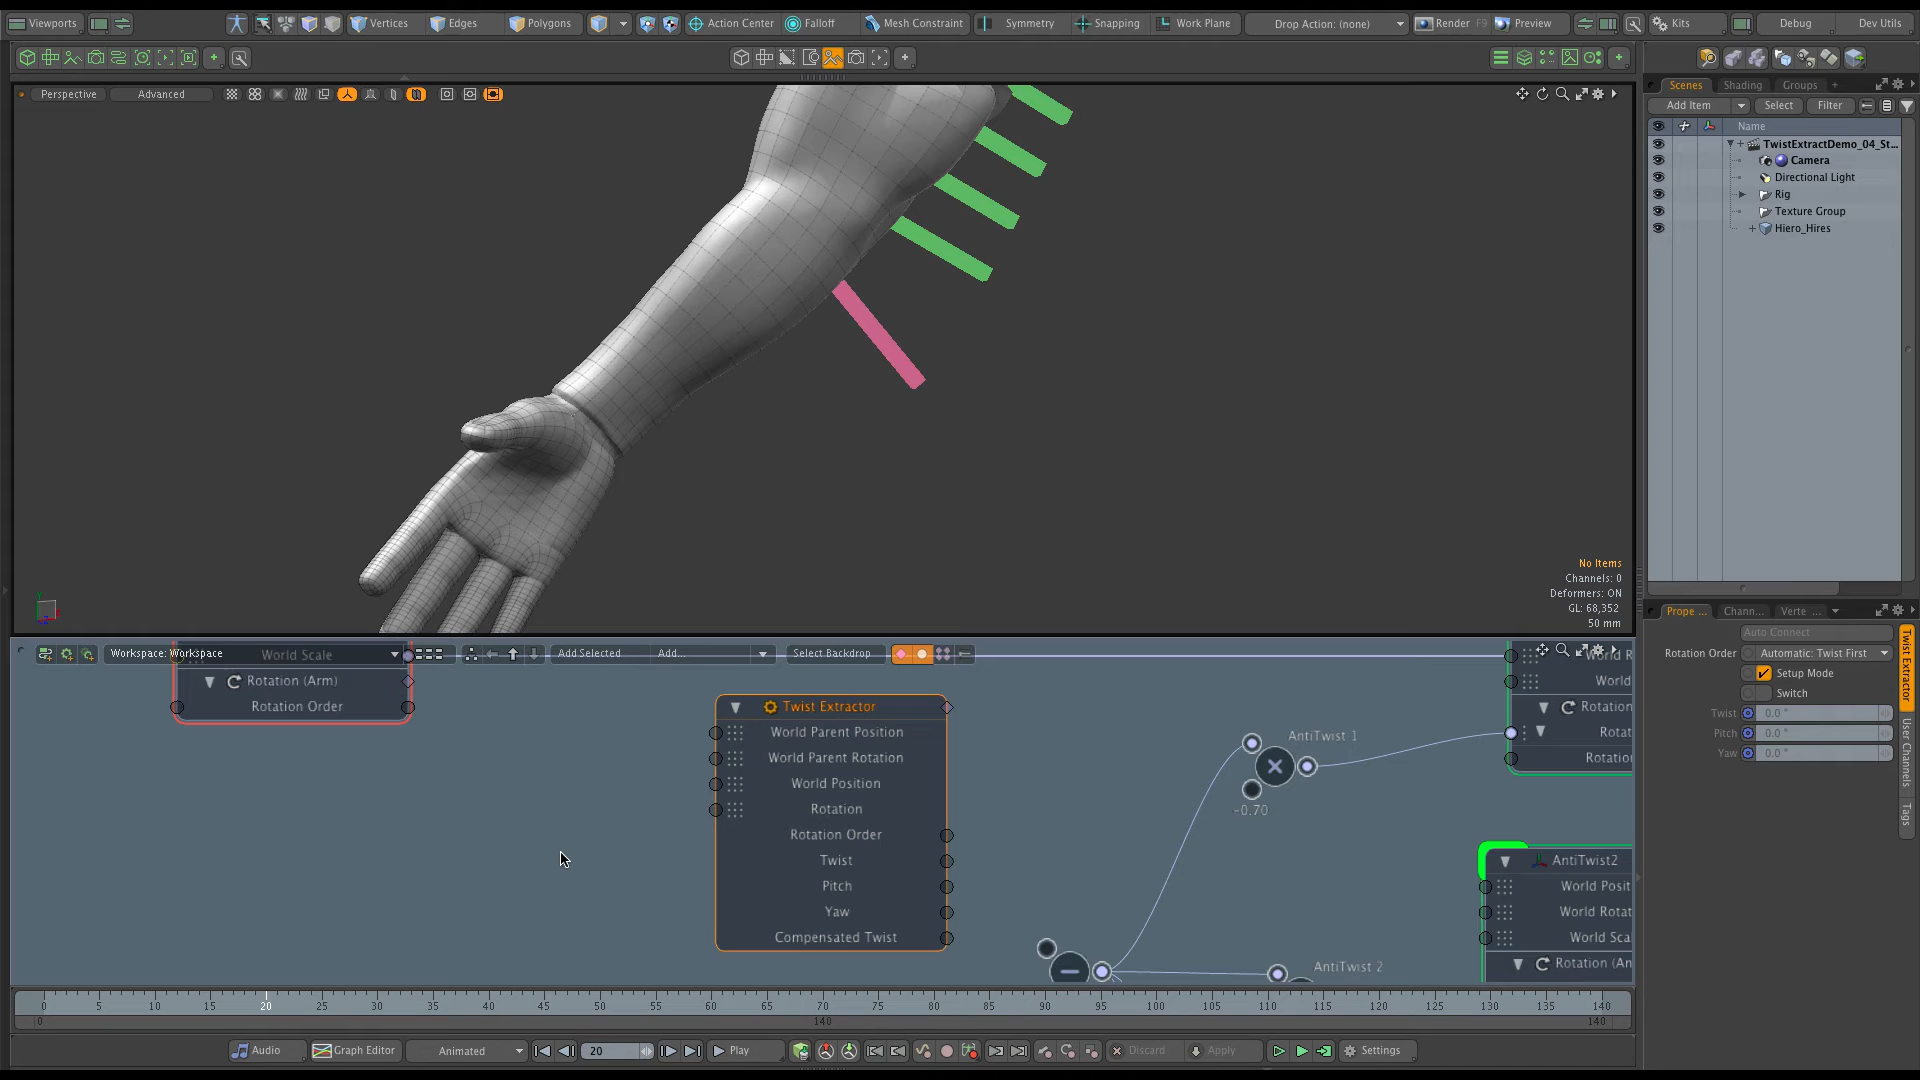 Viewports
Vertices
Edges
Polygons
Action Center
Falloff
Mesh Constraint
Symmetry
Snapping
Work Plane
Drop Action: (none)
Render F9
Preview
Kits
Debug
Dev Utils
Perspective
Advanced
Scenes
Shading
Groups
+
Add Item
Select
Filter
Name
TwistExtractDemo_04_St...
Camera
Directional Light
Rig
Texture Group
Hiero_Hires
No Items
Channels: 0
Deformers: ON
GL: 68,352
50 mm
Prope ...
Chann...
Verte ...
Auto Connect
Rotation Order
Automatic: Twist First
Setup Mode
Switch
Twist
0.0 °
Pitch
0.0 °
Yaw
0.0 °
Twist Extractor
User Channels
Tags
Workspace: Workspace
Add Selected
Add...
Select Backdrop
World Scale
Rotation (Arm)
Rotation Order
Twist Extractor
World Parent Position
World Parent Rotation
World Position
Rotation
Rotation Order
Twist
Pitch
Yaw
Compensated Twist
AntiTwist 1
-0.70
AntiTwist 2
World R
World
Rotation
Rotat
Rotation
AntiTwist2
World Posit
World Rotat
World Sca
Rotation (An
0 5 10 15 20 25 30 35 40 45 50 55 60 65 70 75 80 85 90 95 100 105 110 115 120 125 130 135 140
0 140 140
Audio
Graph Editor
Animated
20
Play
Discard
Apply
Settings